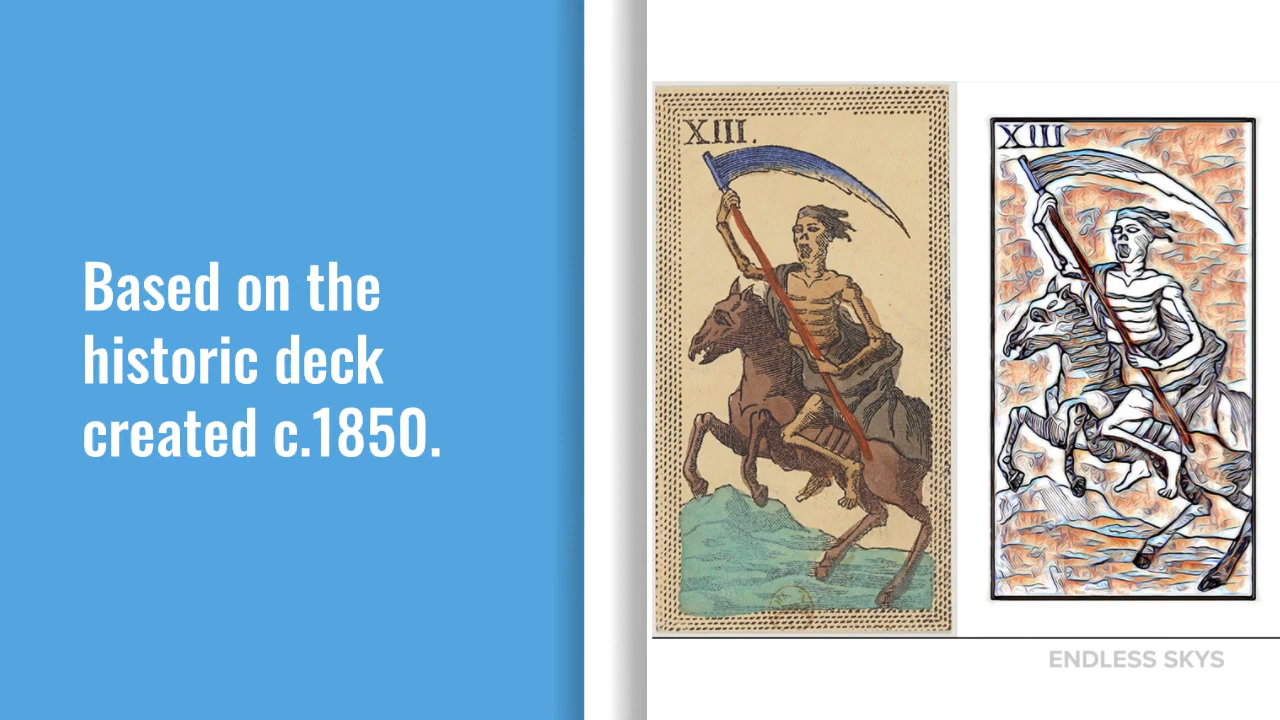 Based on the
historic deck
created c.1850.
XIII.
XIII
ENDLESS SKYS